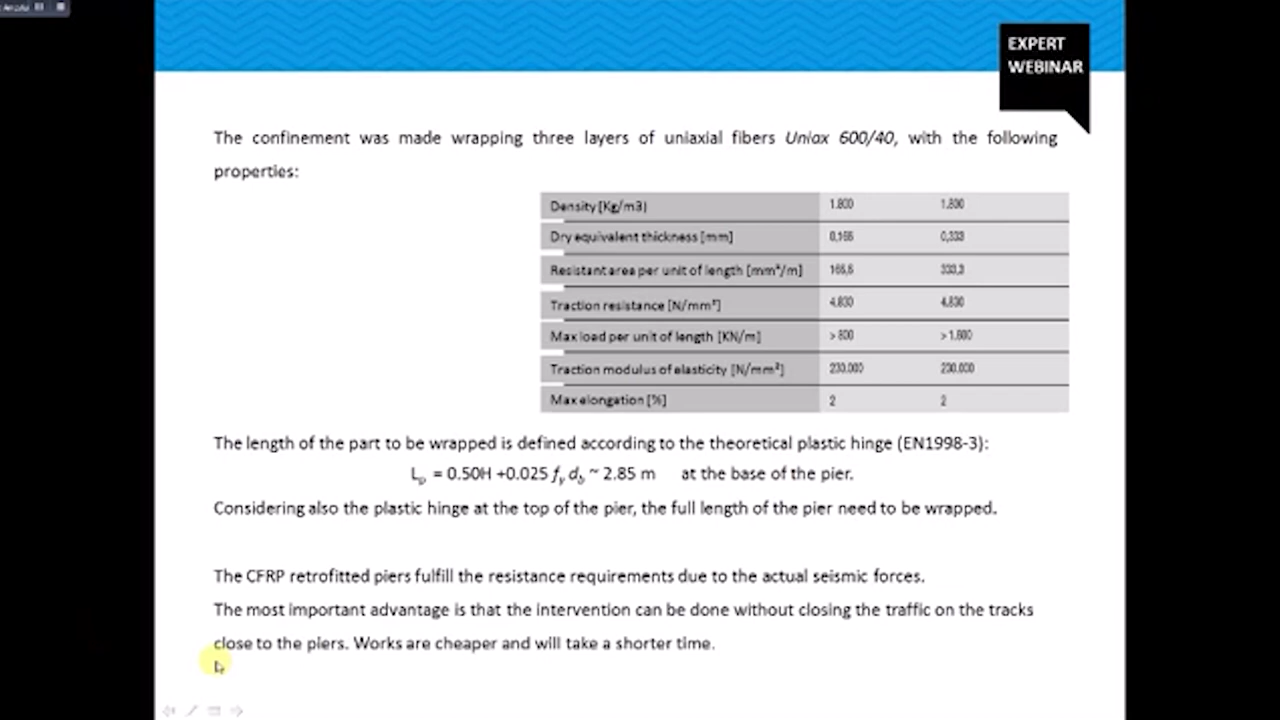 EXPERT
WEBINAR
The confinement was made wrapping three layers of uniaxial fibers Uniax 600/40, with the following
properties:
Density [Kg/m3] 1.800 1.800
Dry equivalent thickness [mm] 0,166 0,333
Resistant area per unit of length [mm²/m] 166,6 333,3
Traction resistance [N/mm²] 4.830 4.830
Max load per unit of length [KN/m] > 800 > 1.600
Traction modulus of elasticity [N/mm²] 230.000 230.000
Max elongation [%] 2 2
The length of the part to be wrapped is defined according to the theoretical plastic hinge (EN1998-3):
Lp = 0.50H +0.025 fy db ~ 2.85 m at the base of the pier.
Considering also the plastic hinge at the top of the pier, the full length of the pier need to be wrapped.
The CFRP retrofitted piers fulfill the resistance requirements due to the actual seismic forces.
The most important advantage is that the intervention can be done without closing the traffic on the tracks
close to the piers. Works are cheaper and will take a shorter time.